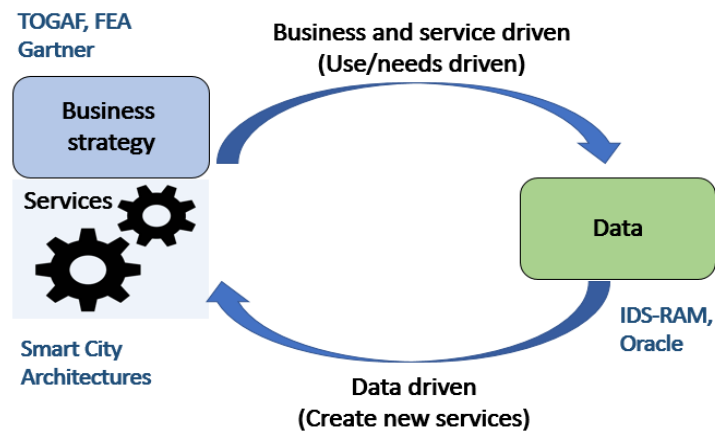 TOGAF, FEA
Gartner
Business and service driven
(Use/needs driven)
Business
strategy
Services
Data
IDS-RAM,
Oracle
Smart City
Architectures
Data driven
(Create new services)